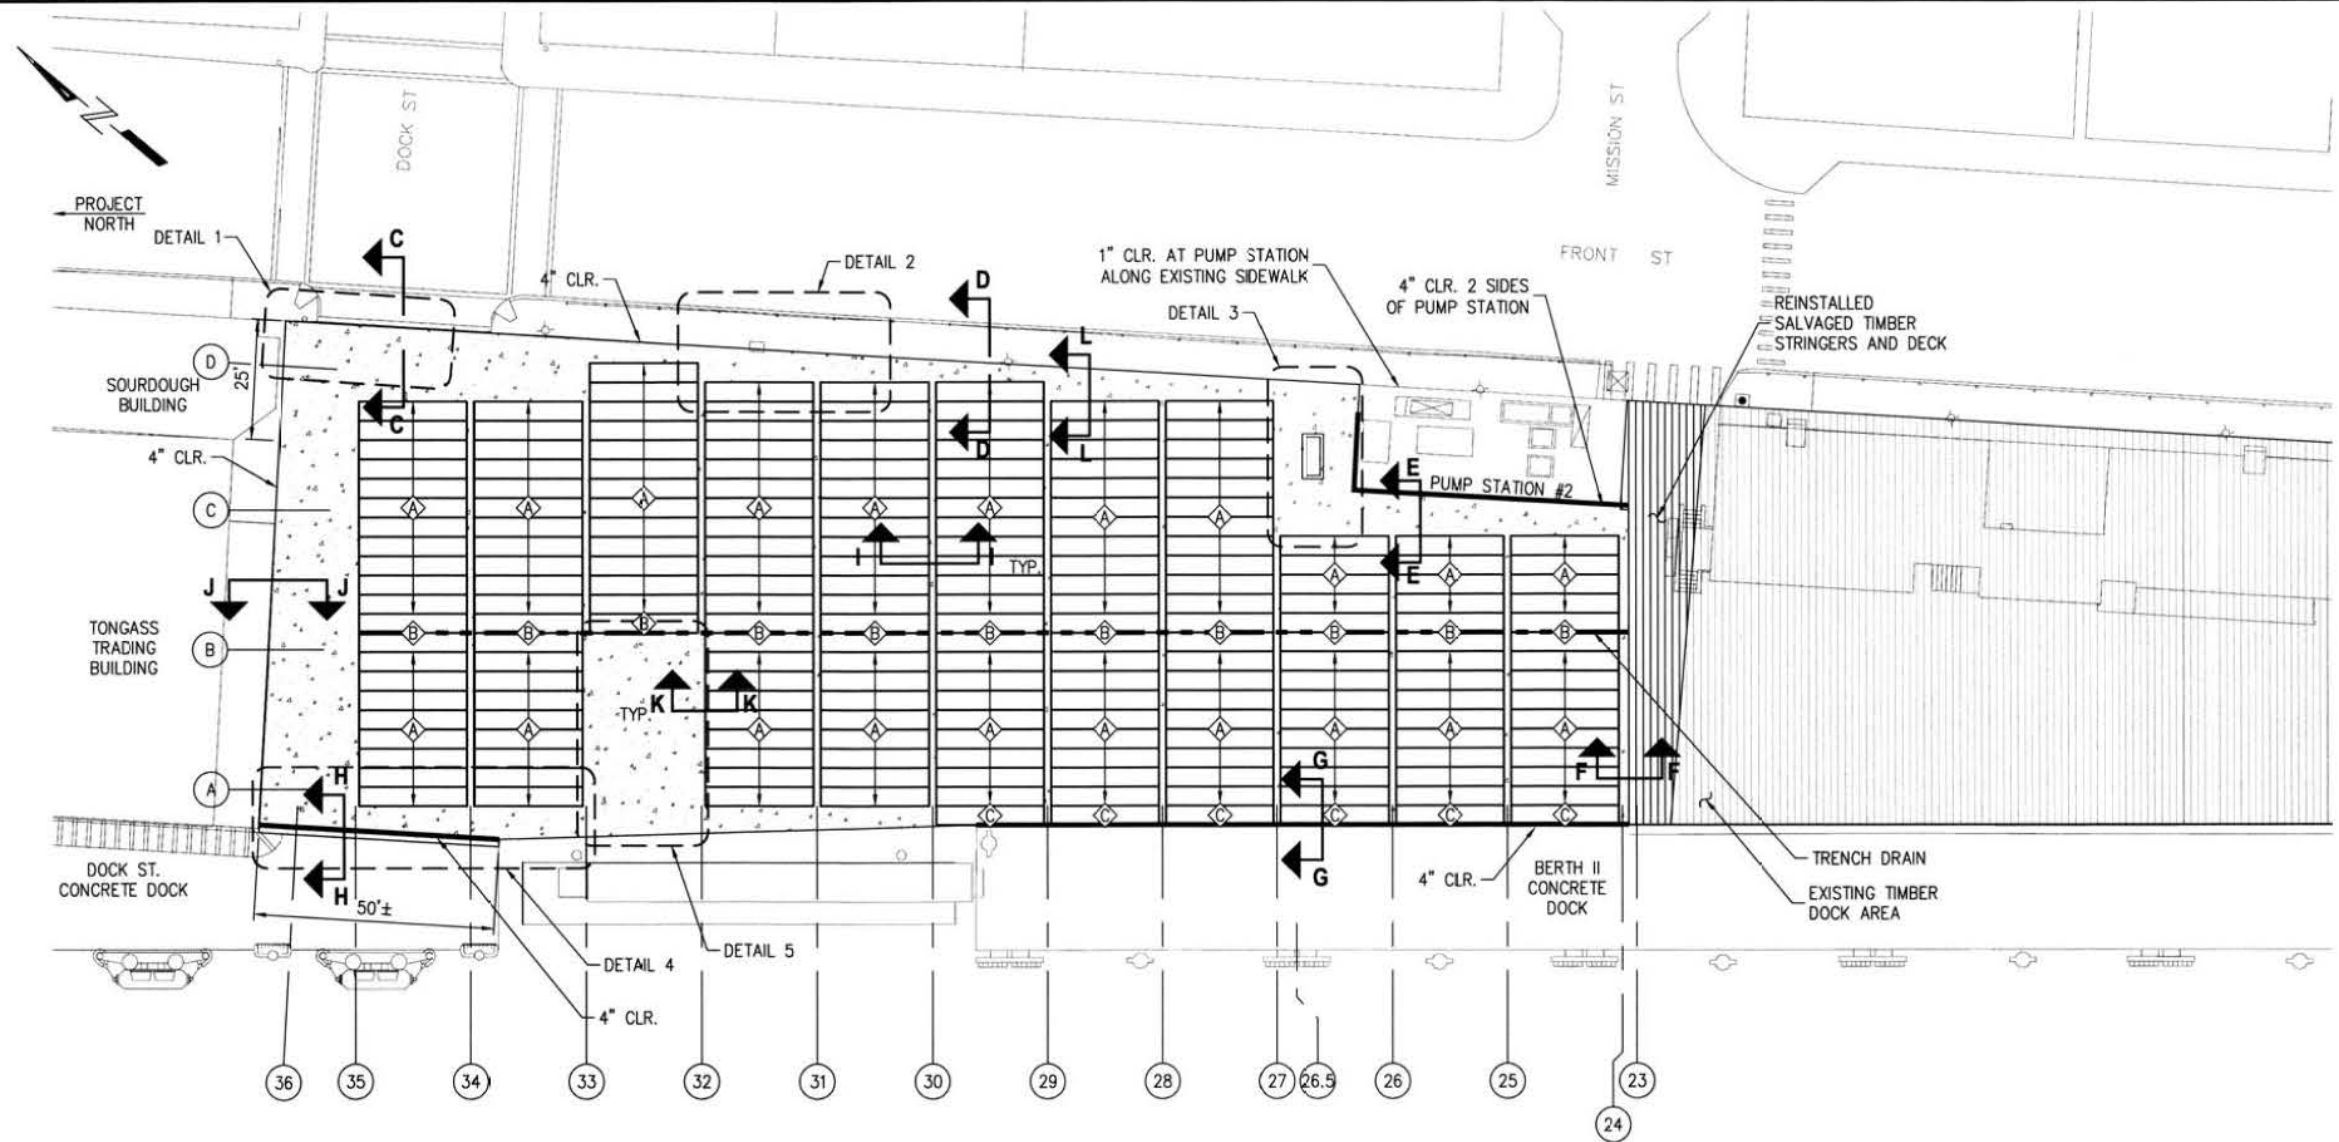 DOCK ST
MISSION ST
PROJECT
NORTH
DETAIL 1
C
4" CLR.
DETAIL 2
D
1" CLR. AT PUMP STATION
ALONG EXISTING SIDEWALK
DETAIL 3
FRONT ST
4" CLR. 2 SIDES
OF PUMP STATION
REINSTALLED
SALVAGED TIMBER
STRINGERS AND DECK
L
L
D
25'
SOURDOUGH
BUILDING
C
D
4" CLR.
E
PUMP STATION #2
C
A
A
A
A
A
A
A
A
I
I
TYP.
E
A
A
A
J
J
TONGASS
TRADING
BUILDING
B
B
B
B
B
B
B
B
B
B
B
B
TYP.
K
K
A
A
A
A
A
A
A
A
A
A
G
F
F
A
H
C
C
C
C
C
C
DOCK ST.
CONCRETE DOCK
H
50'±
G
4" CLR.
BERTH II
CONCRETE
DOCK
TRENCH DRAIN
EXISTING TIMBER
DOCK AREA
DETAIL 5
DETAIL 4
4" CLR.
36
35
34
33
32
31
30
29
28
27
26.5
26
25
23
24